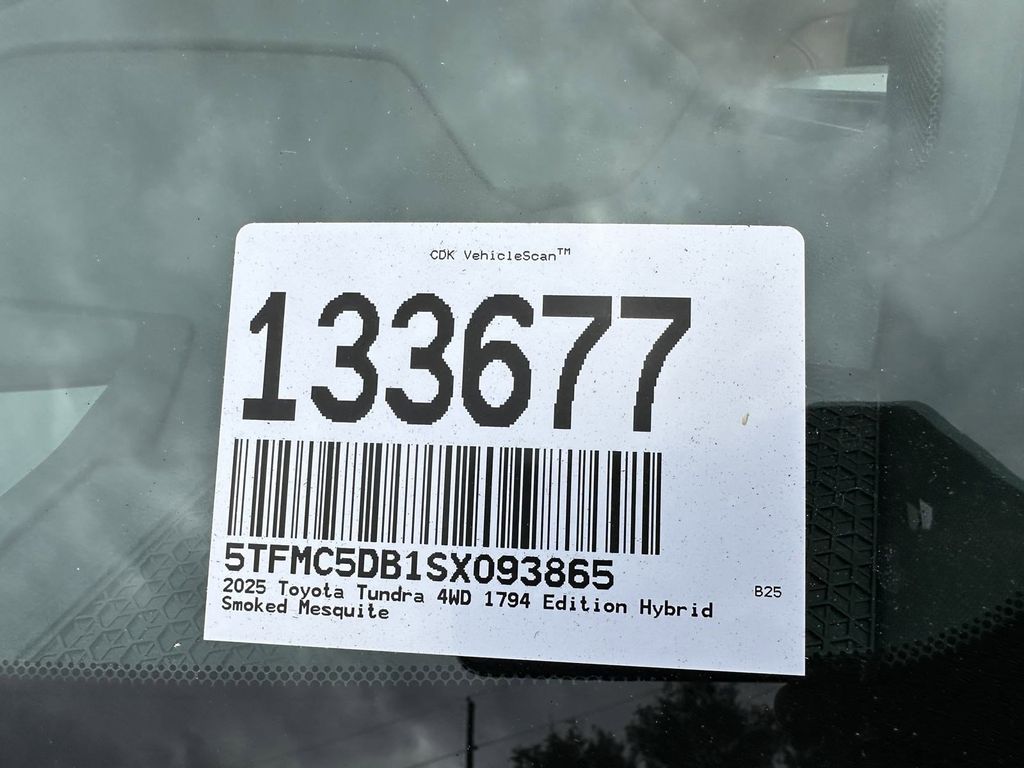 CDK VehicleScan™
133677
5TFMC5DB1SX093865
2025 Toyota Tundra 4WD 1794 Edition Hybrid
Smoked Mesquite
B25